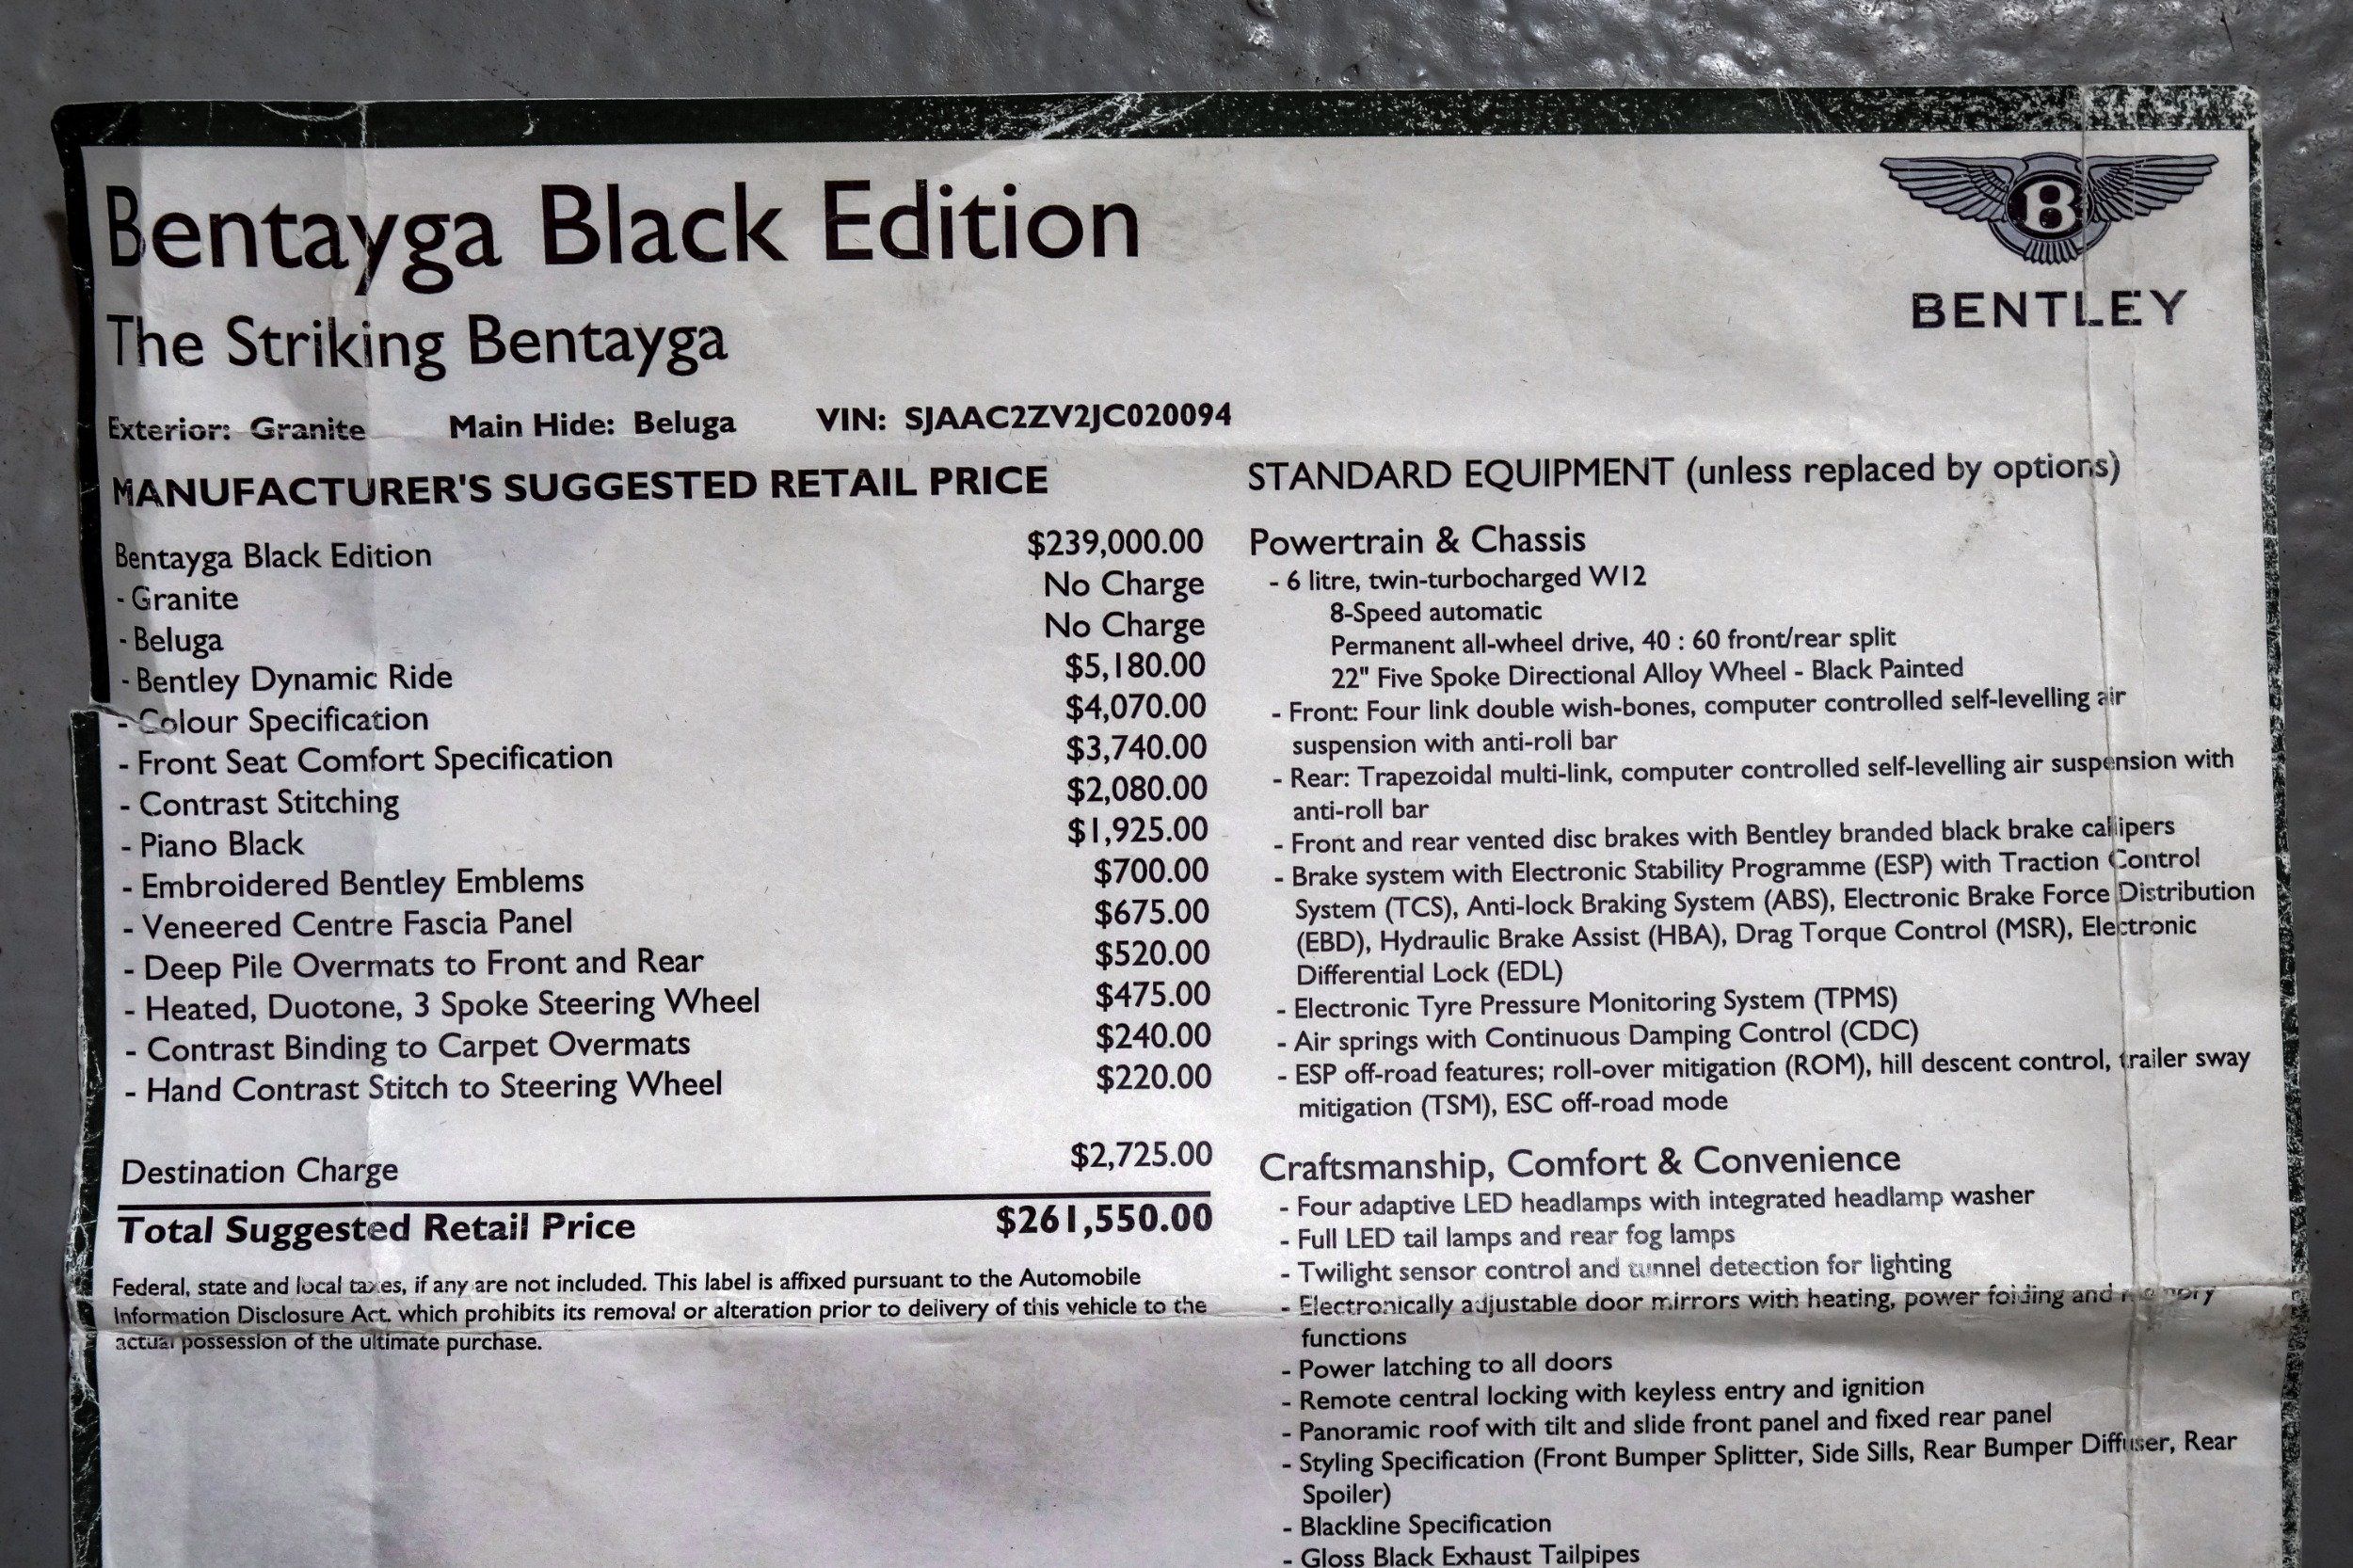 Bentayga Black Edition
The Striking Bentayga
B
BENTLEY
Exterior: Granite Main Hide: Beluga VIN: SJAAC2ZV2JC020094
MANUFACTURER'S SUGGESTED RETAIL PRICE
Bentayga Black Edition $239,000.00
- Granite No Charge
- Beluga No Charge
- Bentley Dynamic Ride $5,180.00
- Colour Specification $4,070.00
- Front Seat Comfort Specification $3,740.00
- Contrast Stitching $2,080.00
- Piano Black $1,925.00
- Embroidered Bentley Emblems $700.00
- Veneered Centre Fascia Panel $675.00
- Deep Pile Overmats to Front and Rear $520.00
- Heated, Duotone, 3 Spoke Steering Wheel $475.00
- Contrast Binding to Carpet Overmats $240.00
- Hand Contrast Stitch to Steering Wheel $220.00
Destination Charge $2,725.00
Total Suggested Retail Price $261,550.00
Federal, state and local taxes, if any are not included. This label is affixed pursuant to the Automobile
Information Disclosure Act. which prohibits its removal or alteration prior to delivery of this vehicle to the
actual possession of the ultimate purchase.
STANDARD EQUIPMENT (unless replaced by options)
Powertrain & Chassis
- 6 litre, twin-turbocharged W12
8-Speed automatic
Permanent all-wheel drive, 40 : 60 front/rear split
22" Five Spoke Directional Alloy Wheel - Black Painted
- Front: Four link double wish-bones, computer controlled self-levelling air
suspension with anti-roll bar
- Rear: Trapezoidal multi-link, computer controlled self-levelling air suspension with
anti-roll bar
- Front and rear vented disc brakes with Bentley branded black brake callipers
- Brake system with Electronic Stability Programme (ESP) with Traction Control
System (TCS), Anti-lock Braking System (ABS), Electronic Brake Force Distribution
(EBD), Hydraulic Brake Assist (HBA), Drag Torque Control (MSR), Electronic
Differential Lock (EDL)
- Electronic Tyre Pressure Monitoring System (TPMS)
- Air springs with Continuous Damping Control (CDC)
- ESP off-road features; roll-over mitigation (ROM), hill descent control, trailer sway
mitigation (TSM), ESC off-road mode
Craftsmanship, Comfort & Convenience
- Four adaptive LED headlamps with integrated headlamp washer
- Full LED tail lamps and rear fog lamps
- Twilight sensor control and tunnel detection for lighting
- Electronically adjustable door mirrors with heating, power folding and memory
functions
- Power latching to all doors
- Remote central locking with keyless entry and ignition
- Panoramic roof with tilt and slide front panel and fixed rear panel
- Styling Specification (Front Bumper Splitter, Side Sills, Rear Bumper Diffuser, Rear
Spoiler)
- Blackline Specification
- Gloss Black Exhaust Tailpipes